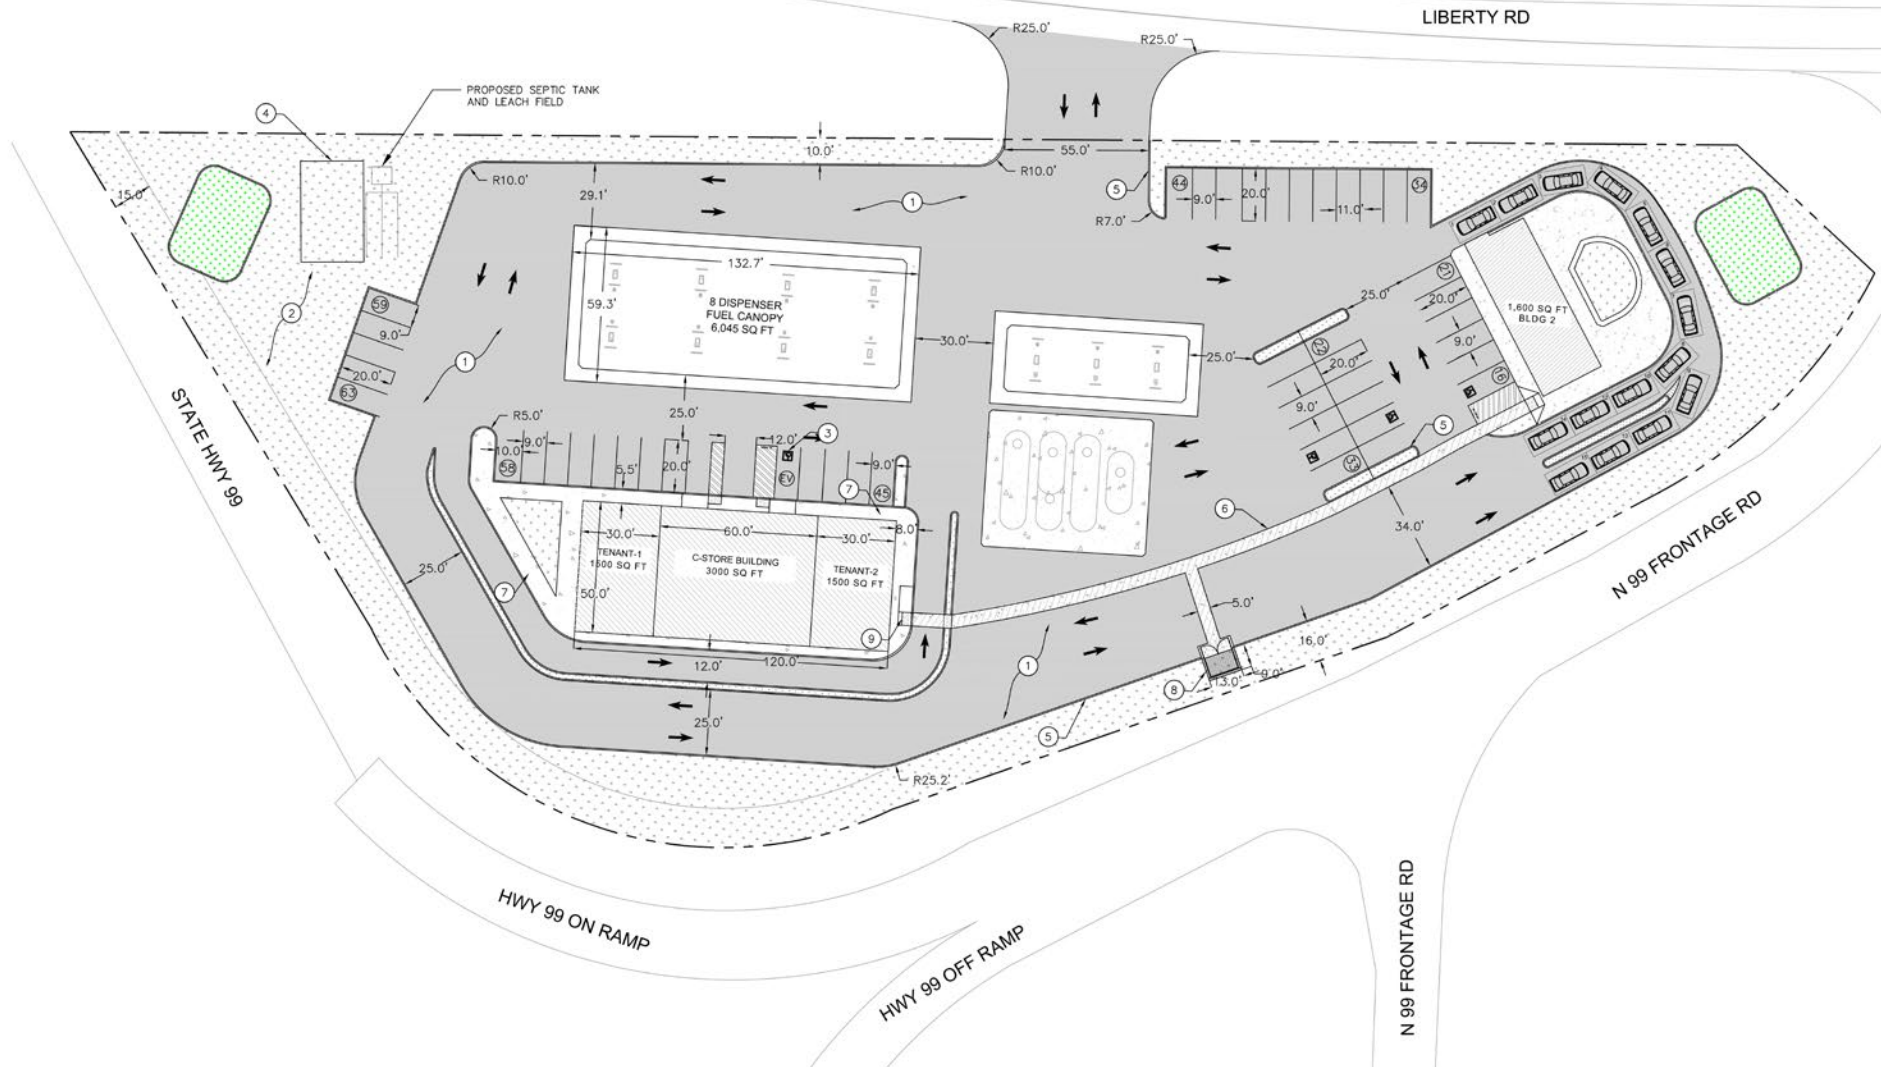 LIBERTY RD
R25.0'
R25.0'
PROPOSED SEPTIC TANK
AND LEACH FIELD
4
10.0'
55.0'
R10.0'
R10.0'
5
44
34
9.0'
20.0'
11.0'
R7.0'
15.0'
29.1'
1
2
59
9.0'
20.0'
63
1
132.7'
59.3'
8 DISPENSER
FUEL CANOPY
6,045 SQ FT
30.0'
25.0'
25.0'
21
20.0'
9.0'
16
1,600 SQ FT
BLDG 2
22
20.0'
9.0'
33
5
STATE HWY 99
R5.0'
25.0'
12.0'
3
9.0'
10.0'
58
5.5'
20.0'
EV
9.0'
45
7
6
34.0'
30.0'
60.0'
30.0'
8.0'
TENANT-1
1500 SQ FT
C-STORE BUILDING
3000 SQ FT
TENANT-2
1500 SQ FT
50.0'
25.0'
7
9
5.0'
16.0'
N 99 FRONTAGE RD
12.0'
120.0'
1
8
13.0'
9.0'
25.0'
5
R25.2'
HWY 99 ON RAMP
HWY 99 OFF RAMP
N 99 FRONTAGE RD